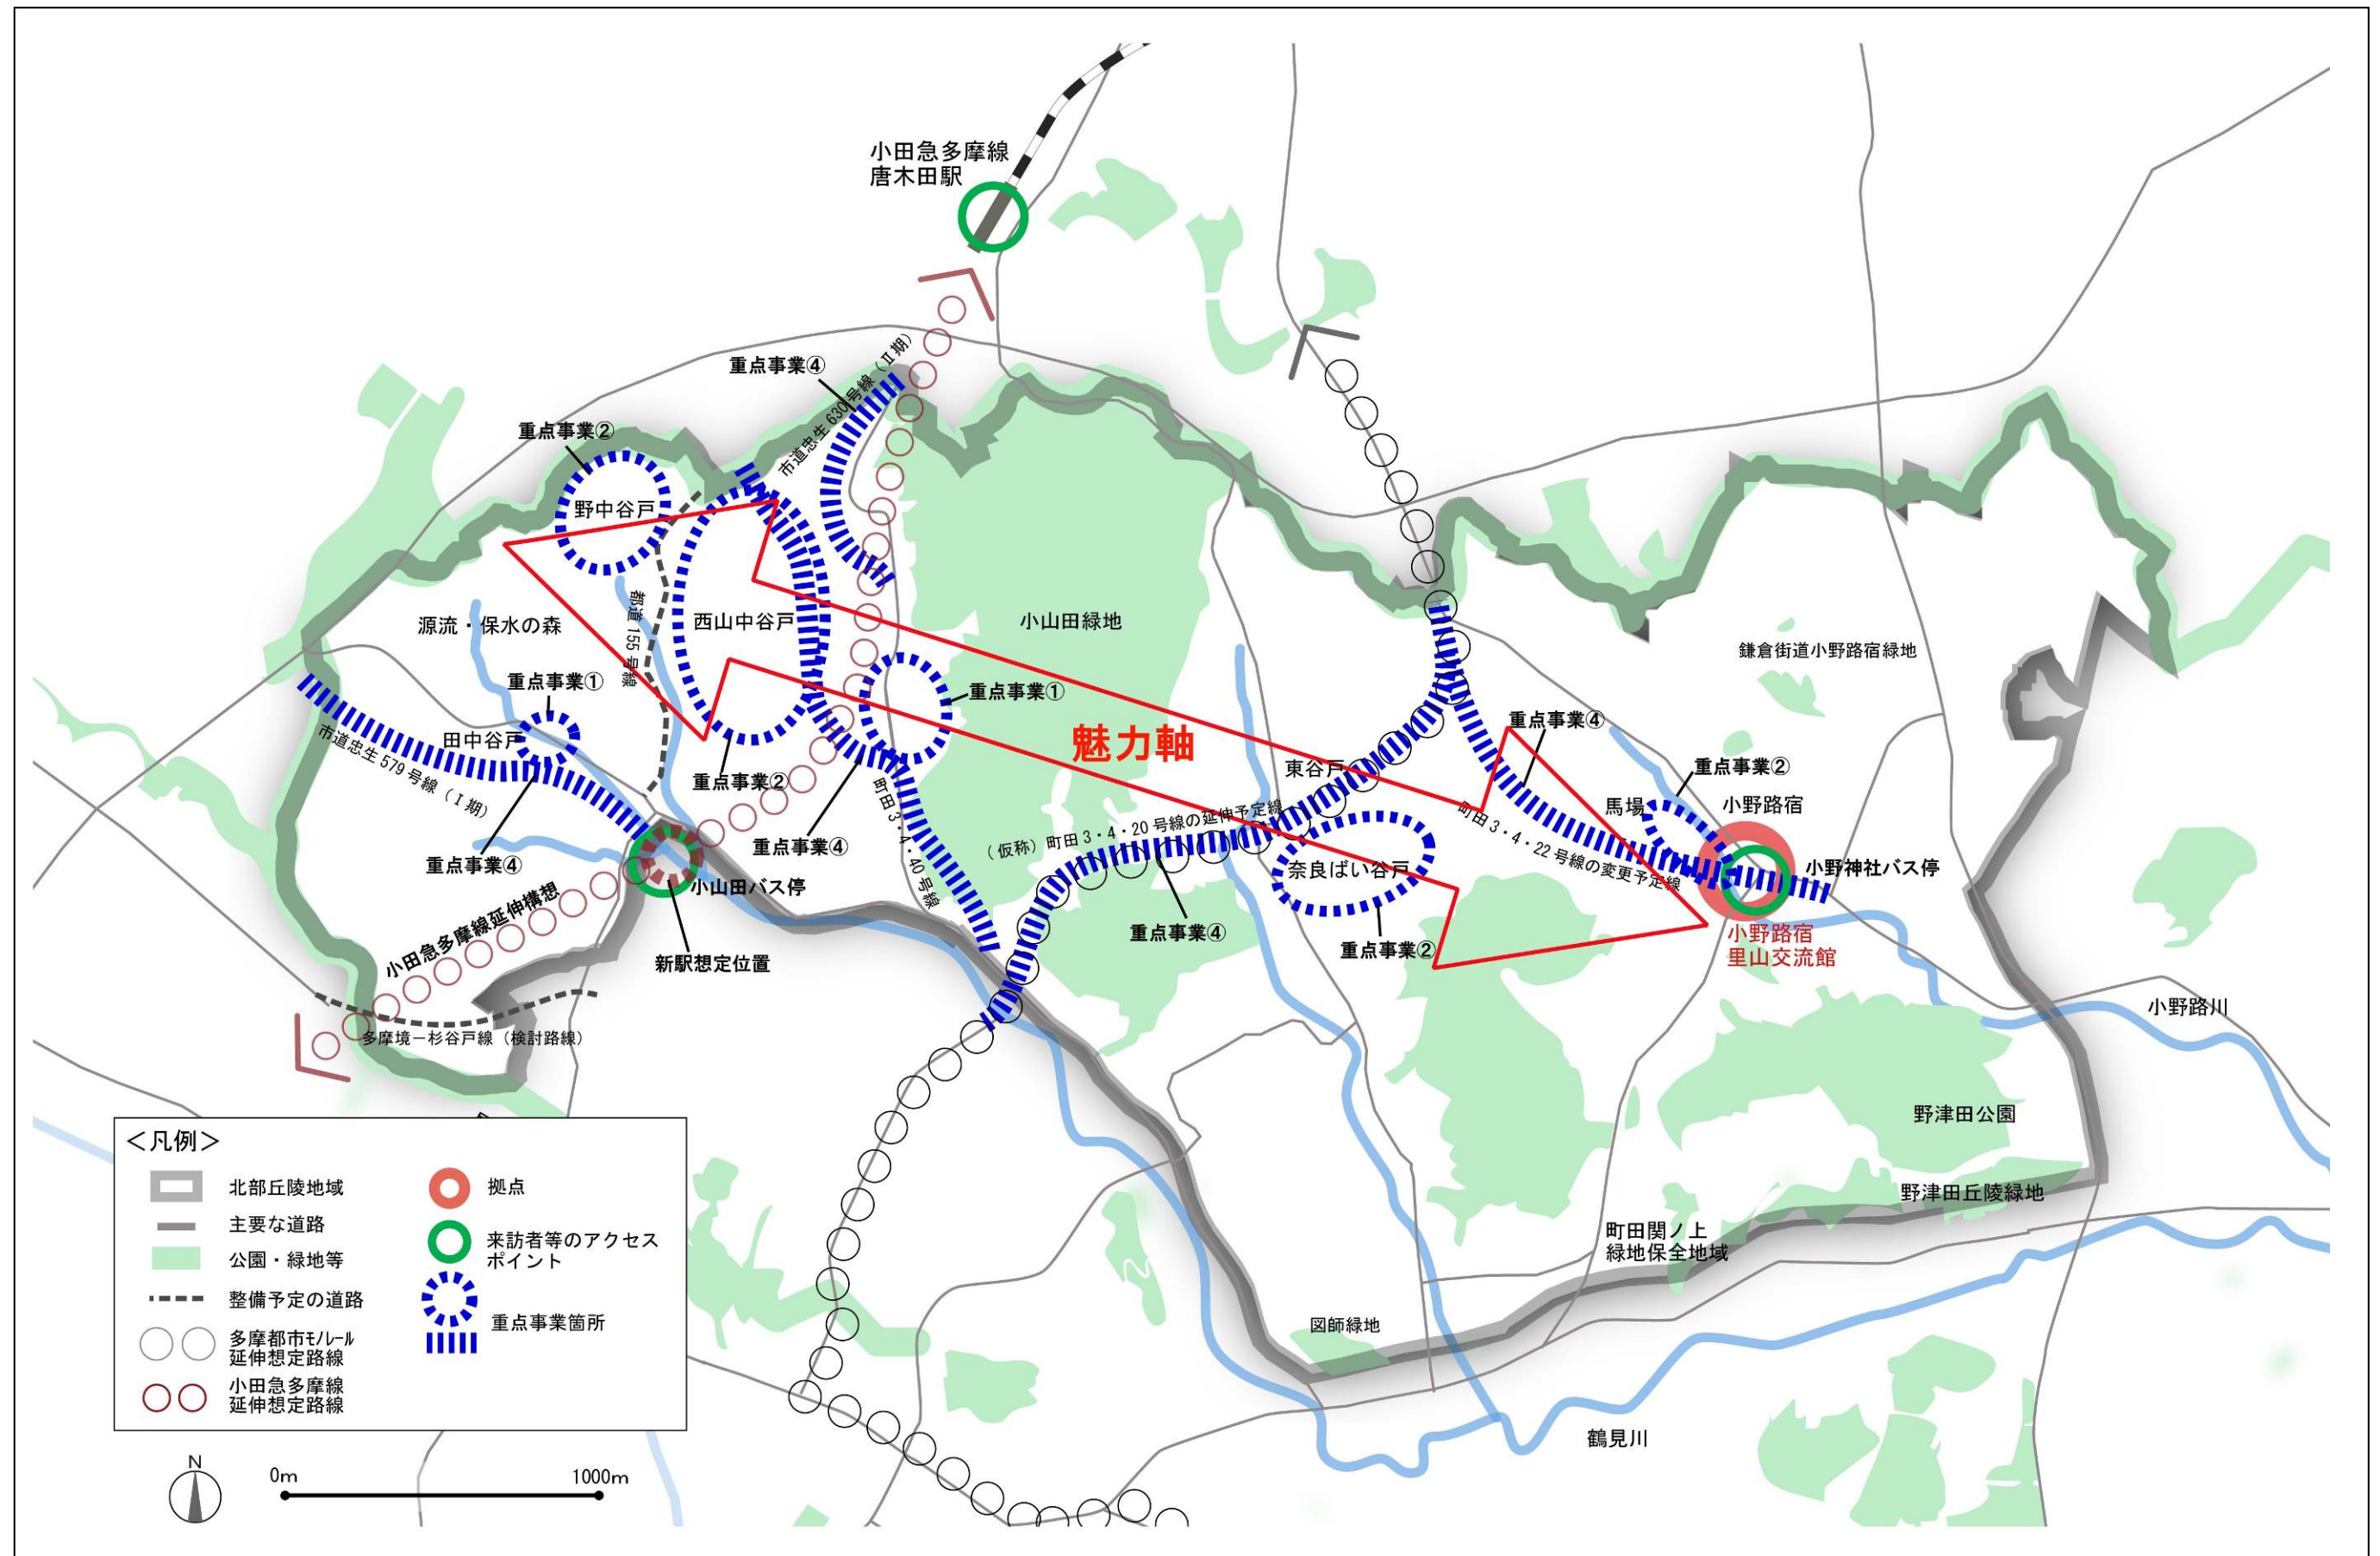 小田急多摩線
唐木田駅
重点事業④
市道忠生 630 号線（Ⅱ期）
重点事業②
野中谷戸
源流・保水の森
都道 155 号線
西山中谷戸
小山田緑地
鎌倉街道小野路宿緑地
重点事業①
重点事業①
田中谷戸
市道忠生 579 号線（Ⅰ期）
重点事業②
魅力軸
重点事業④
東谷戸
重点事業②
馬場
小野路宿
町田 3・4・40 号線
（仮称）町田 3・4・20 号線の延伸予定線
町田 3・4・22 号線の変更予定線
重点事業④
重点事業④
小山田バス停
奈良ばい谷戸
小野神社バス停
小田急多摩線延伸構想
重点事業④
重点事業②
小野路宿
里山交流館
新駅想定位置
小野路川
多摩境－杉谷戸線（検討路線）
野津田公園
野津田丘陵緑地
町田関ノ上
緑地保全地域
図師緑地
鶴見川
＜凡例＞
北部丘陵地域
主要な道路
公園・緑地等
整備予定の道路
多摩都市ﾓﾉﾚｰﾙ
延伸想定路線
小田急多摩線
延伸想定路線
拠点
来訪者等のアクセス
ポイント
重点事業箇所
N
0m
1000m